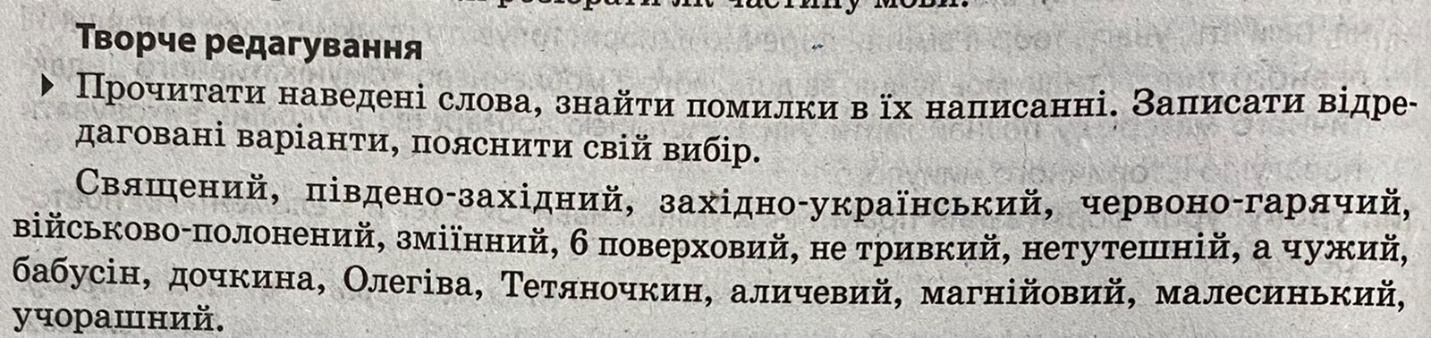 Творче редагування
Прочитати наведені слова, знайти помилки в їх написанні. Записати відре-
даговані варіанти, пояснити свій вибір.
Священий, південо-західний, західно-український, червоно-гарячий,
військово-полонений, зміїнний, 6 поверховий, не тривкий, нетутешній, а чужий,
бабусін, дочкина, Олегіва, Тетяночкин, аличевий, магнійовий, малесинький,
учорашний.